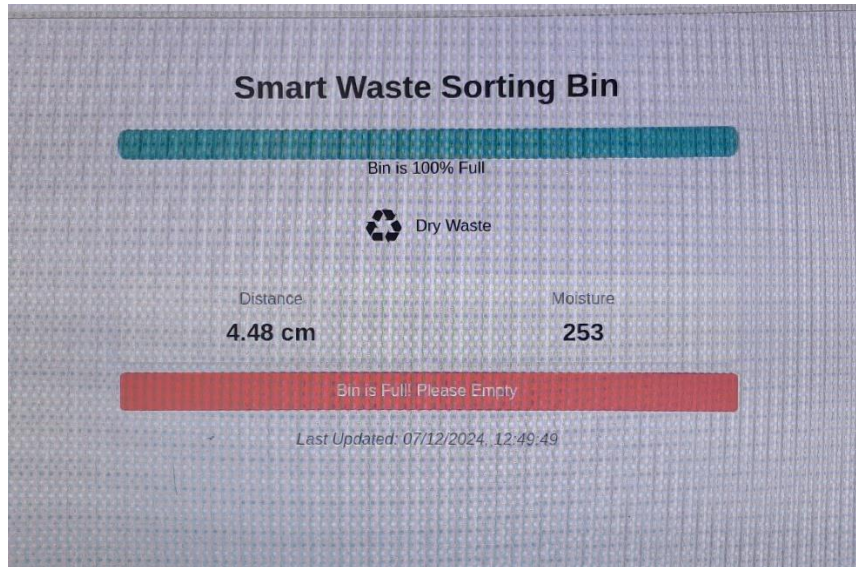 Smart Waste Sorting Bin
Bin is 100% Full
Dry Waste
Distance
Moisture
4.48 cm
253
Bin is Full! Please Empty
Last Updated: 07/12/2024, 12:49:49